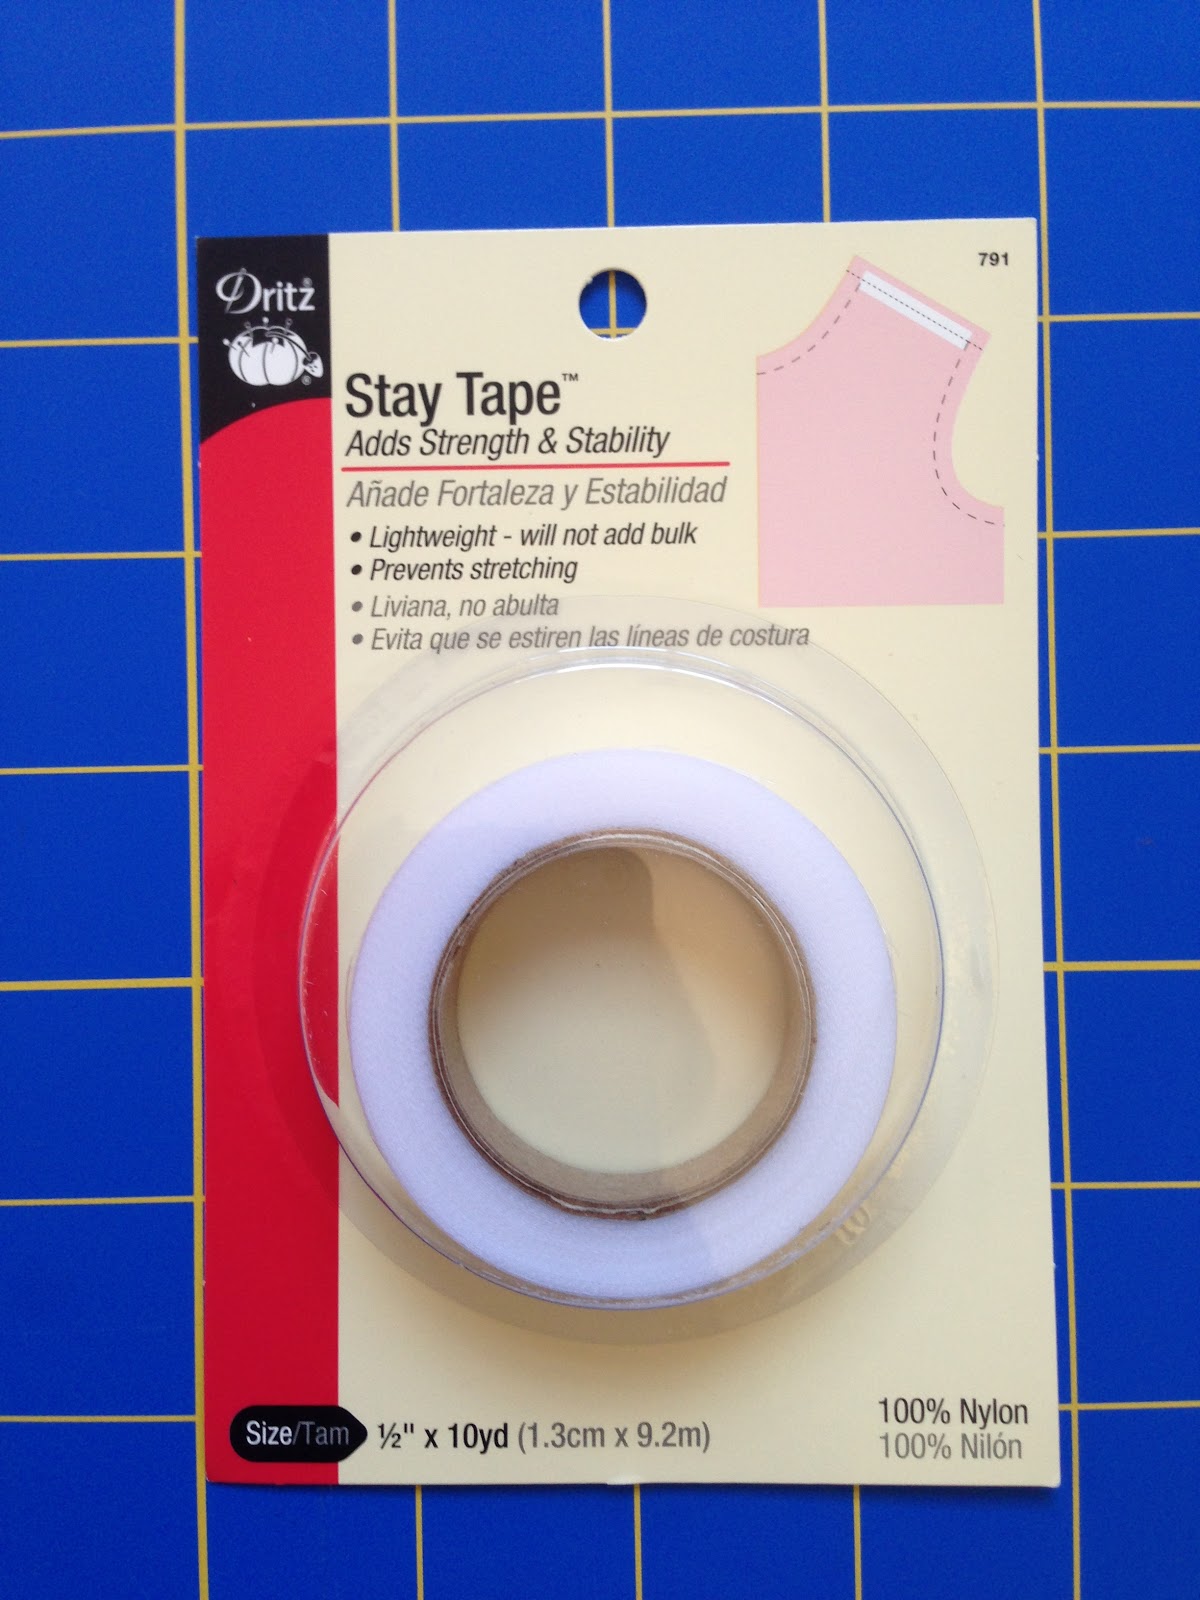 791
Dritz®
®
Stay Tape™
Adds Strength & Stability
Añade Fortaleza y Estabilidad
• Lightweight - will not add bulk
• Prevents stretching
• Liviana, no abulta
• Evita que se estiren las líneas de costura
Size/Tam ½" x 10yd (1.3cm x 9.2m)
100% Nylon
100% Nilón